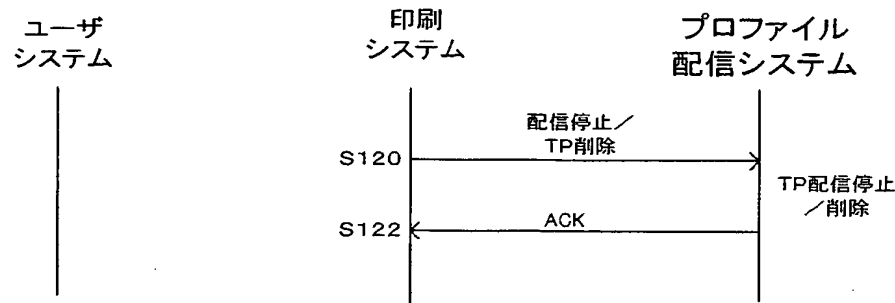 ユーザ
システム
印刷
システム
プロファイル
配信システム
配信停止／
TP削除
S120
TP配信停止
／削除
S122
ACK